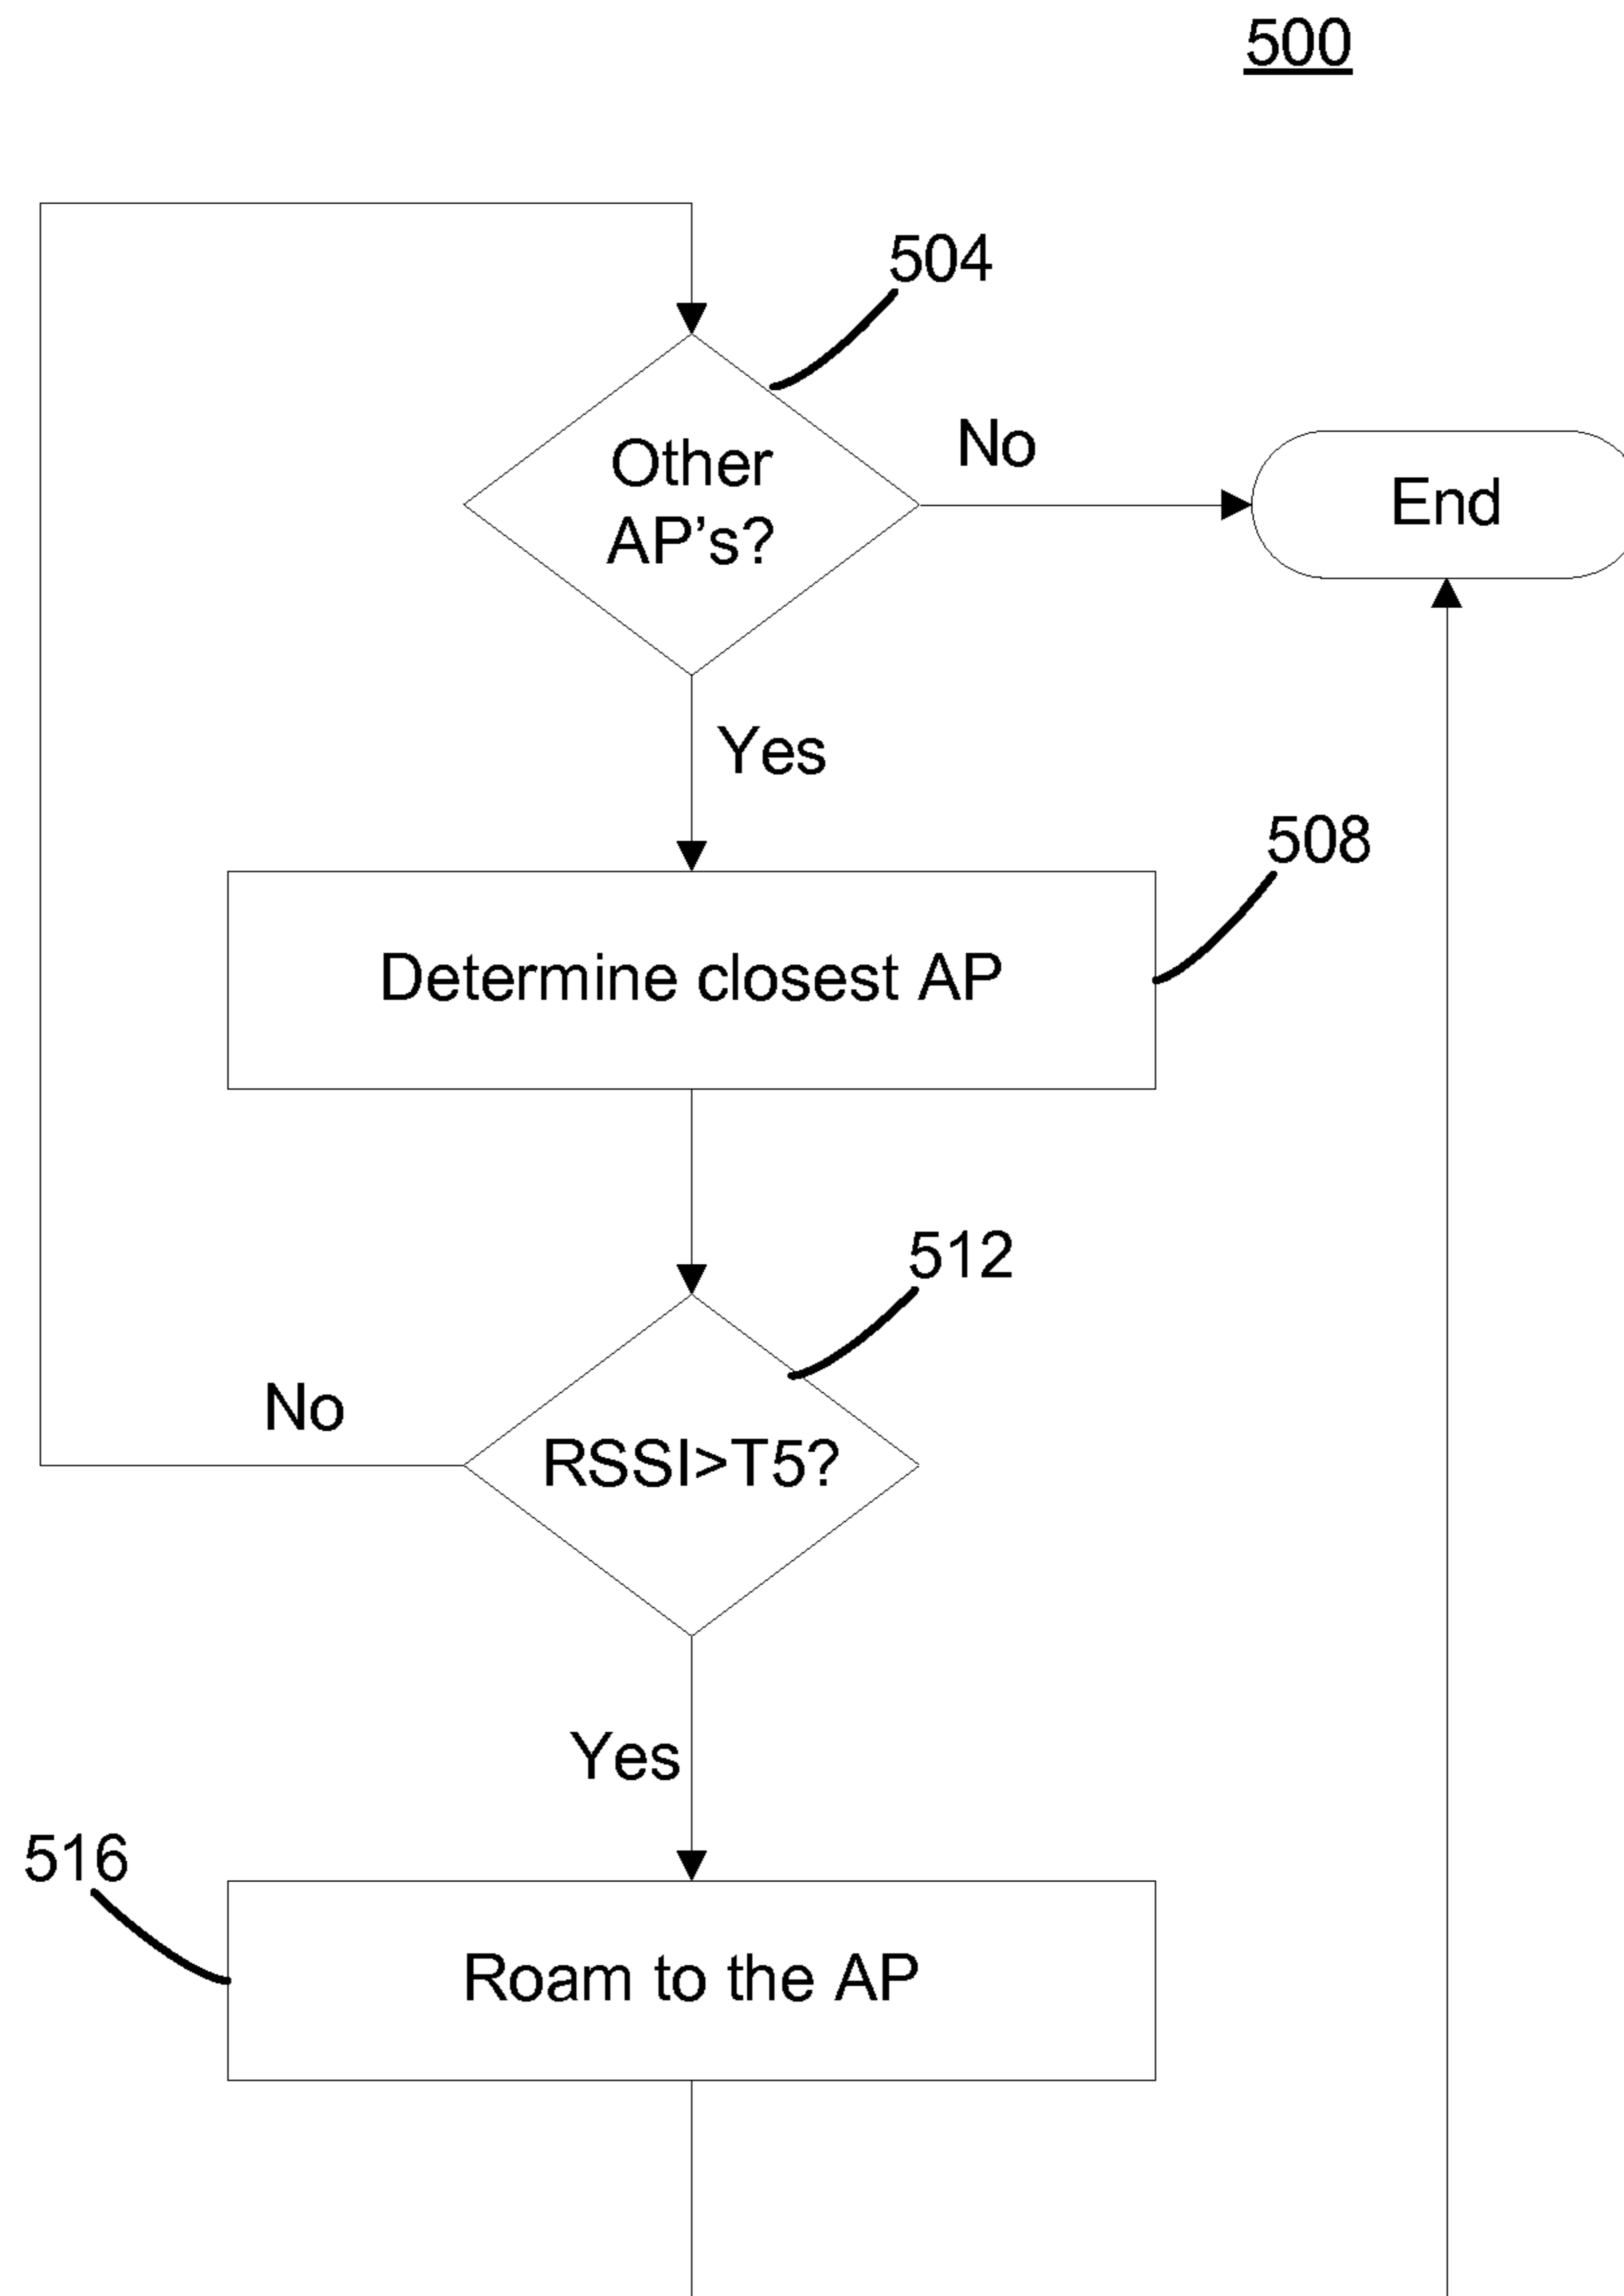 500
504
Other
AP's?
No
End
Yes
508
Determine closest AP
512
No
RSSI>T5?
Yes
516
Roam to the AP